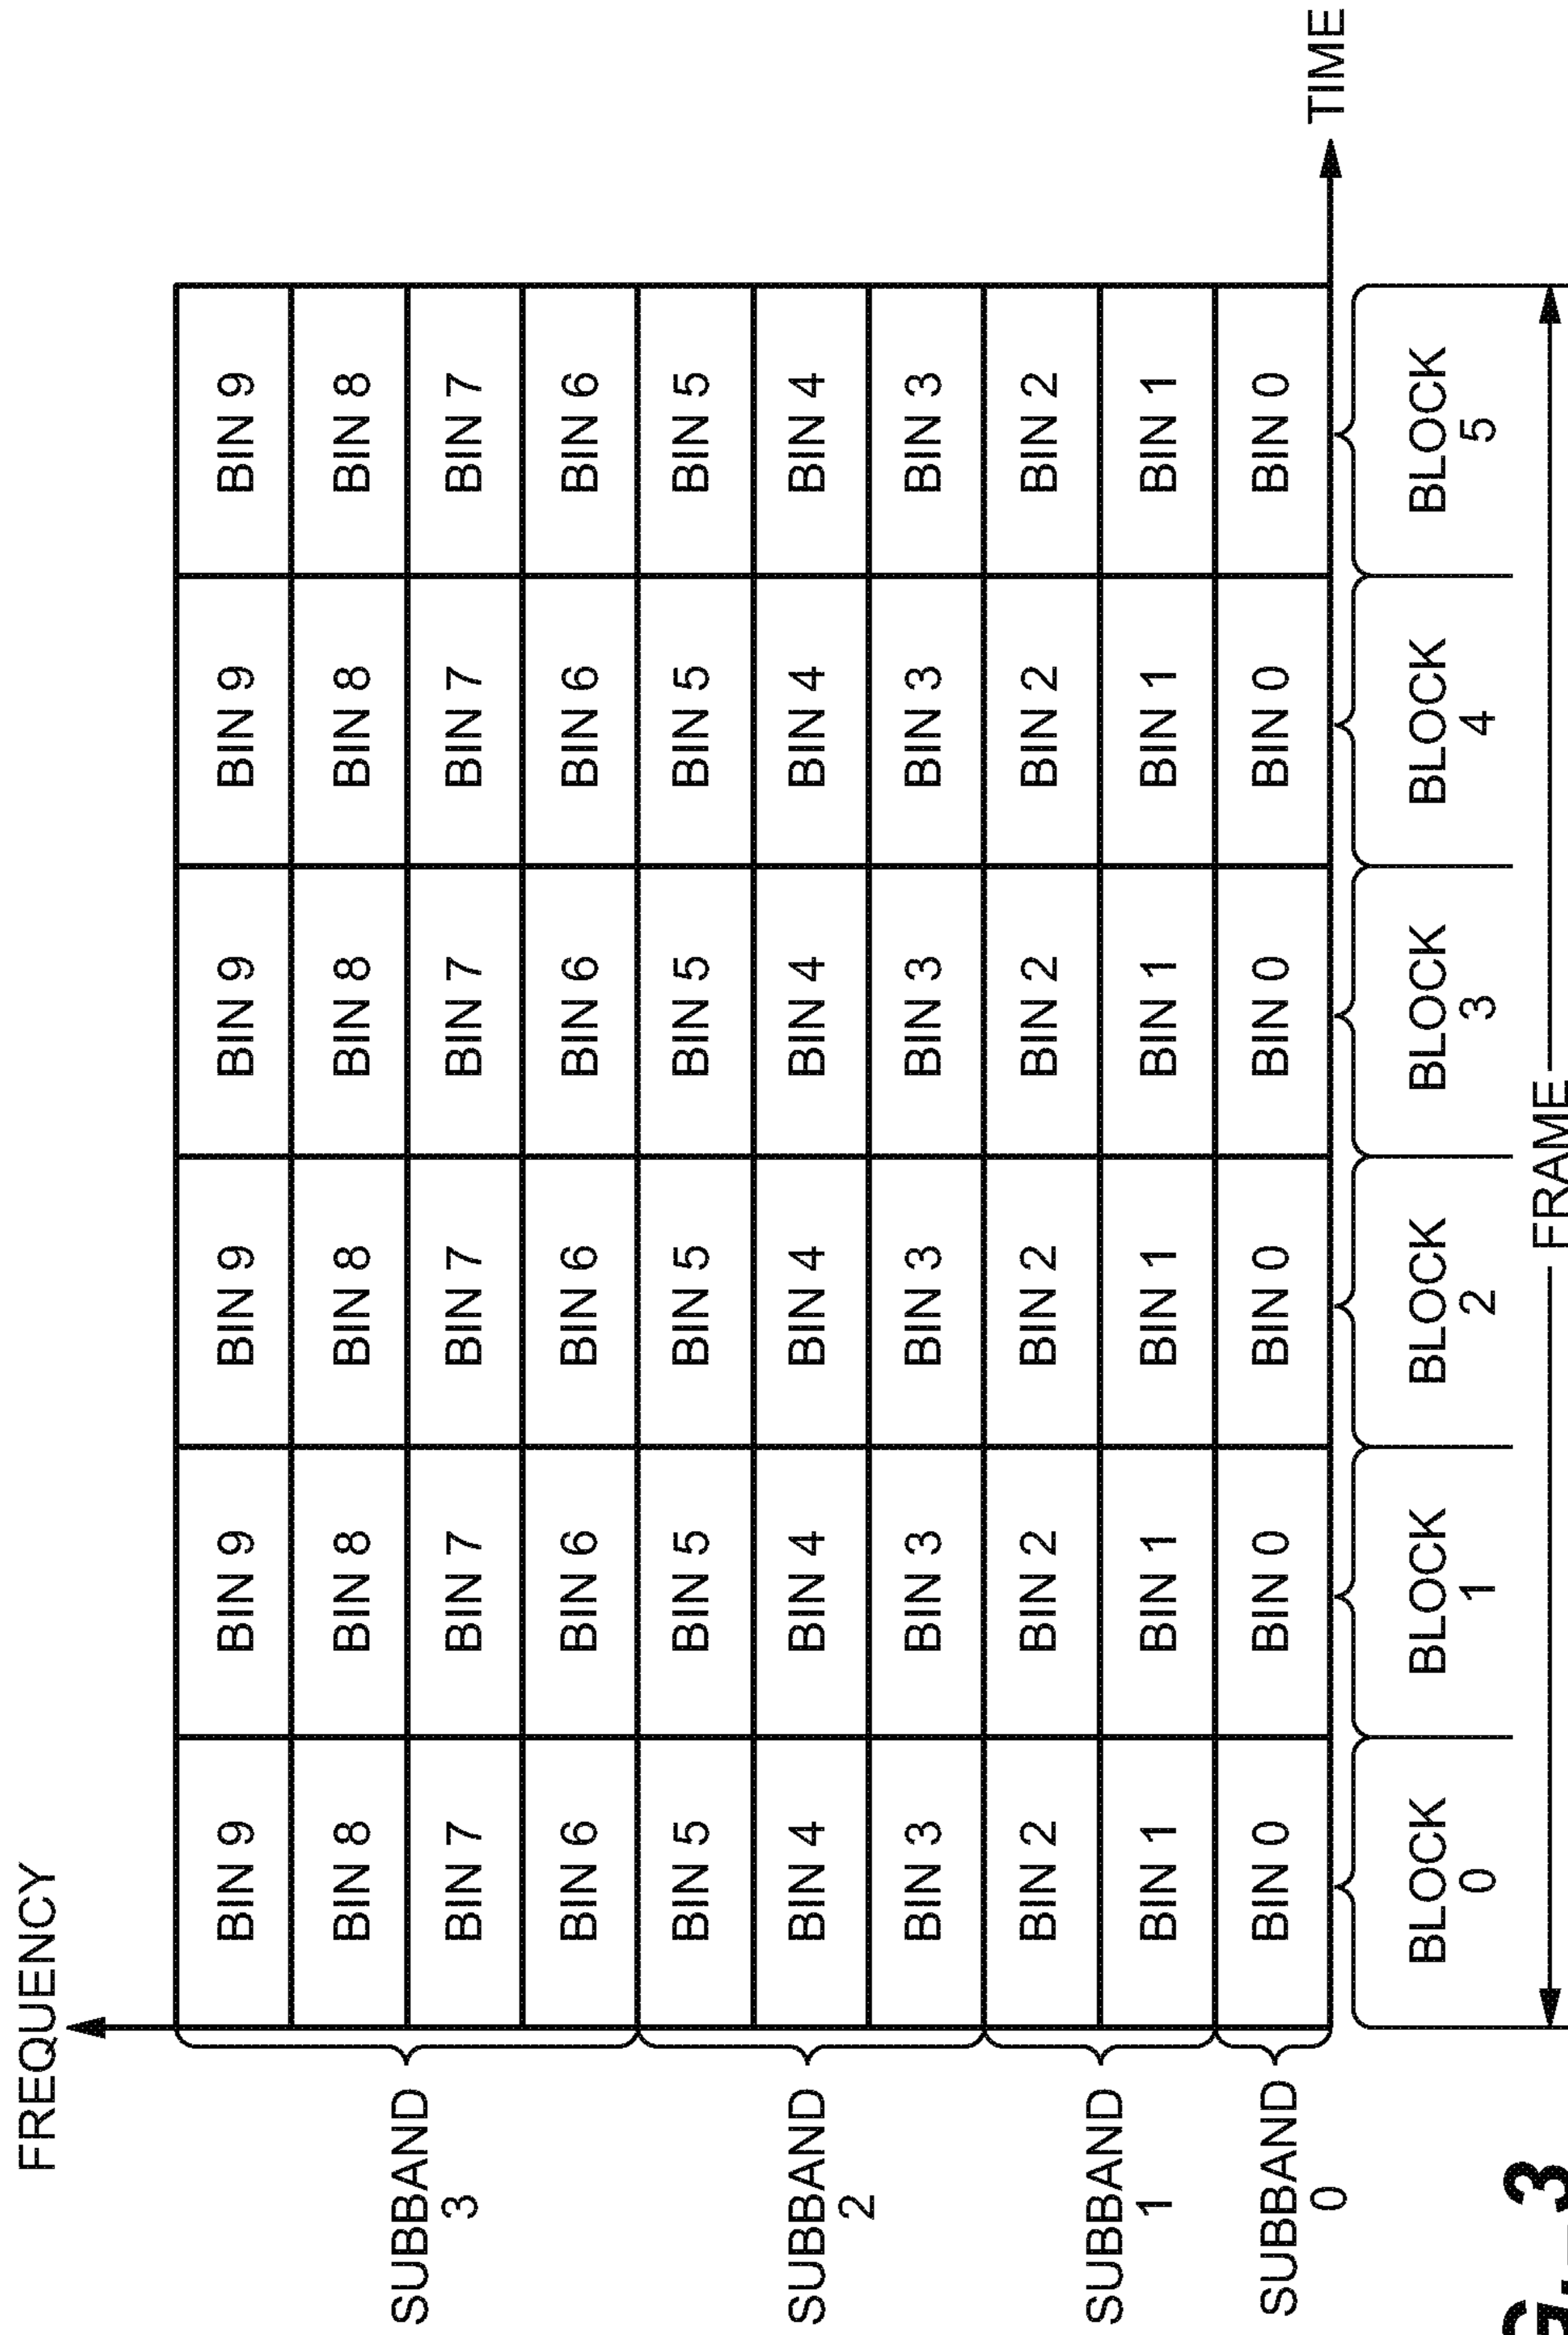 FREQUENCY
SUBBAND
3
SUBBAND
2
SUBBAND
1
SUBBAND
0
BIN 9 BIN 9 BIN 9 BIN 9 BIN 9 BIN 9
BIN 8 BIN 8 BIN 8 BIN 8 BIN 8 BIN 8
BIN 7 BIN 7 BIN 7 BIN 7 BIN 7 BIN 7
BIN 6 BIN 6 BIN 6 BIN 6 BIN 6 BIN 6
BIN 5 BIN 5 BIN 5 BIN 5 BIN 5 BIN 5
BIN 4 BIN 4 BIN 4 BIN 4 BIN 4 BIN 4
BIN 3 BIN 3 BIN 3 BIN 3 BIN 3 BIN 3
BIN 2 BIN 2 BIN 2 BIN 2 BIN 2 BIN 2
BIN 1 BIN 1 BIN 1 BIN 1 BIN 1 BIN 1
BIN 0 BIN 0 BIN 0 BIN 0 BIN 0 BIN 0
TIME
BLOCK
0
BLOCK
1
BLOCK
2
BLOCK
3
BLOCK
4
BLOCK
5
FRAME
3